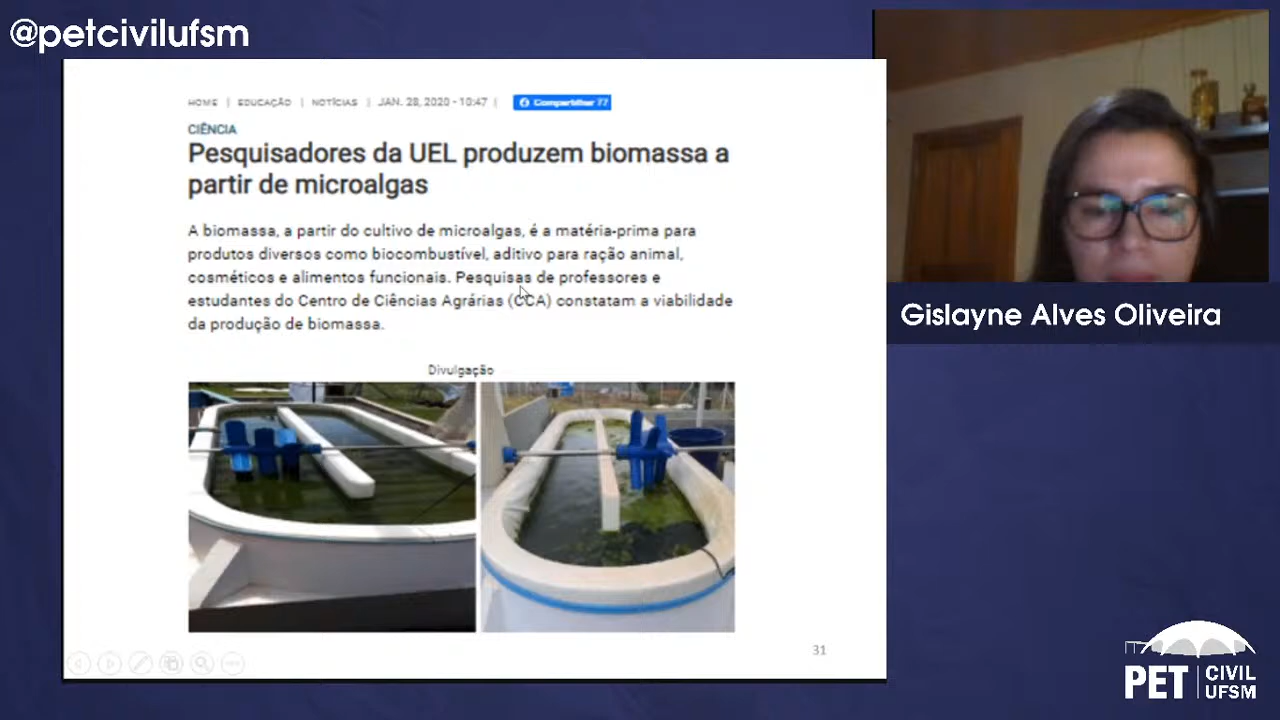 @petcivilufsm
HOME | EDUCAÇÃO | NOTÍCIAS | JAN. 28, 2020 - 10:47 |
Compartilhar 77
CIÊNCIA
Pesquisadores da UEL produzem biomassa a
partir de microalgas
A biomassa, a partir do cultivo de microalgas, é a matéria-prima para
produtos diversos como biocombustível, aditivo para ração animal,
cosméticos e alimentos funcionais. Pesquisas de professores e
estudantes do Centro de Ciências Agrárias (CCA) constatam a viabilidade
da produção de biomassa.
Divulgação
31
Gislayne Alves Oliveira
PET | CIVIL
UFSM